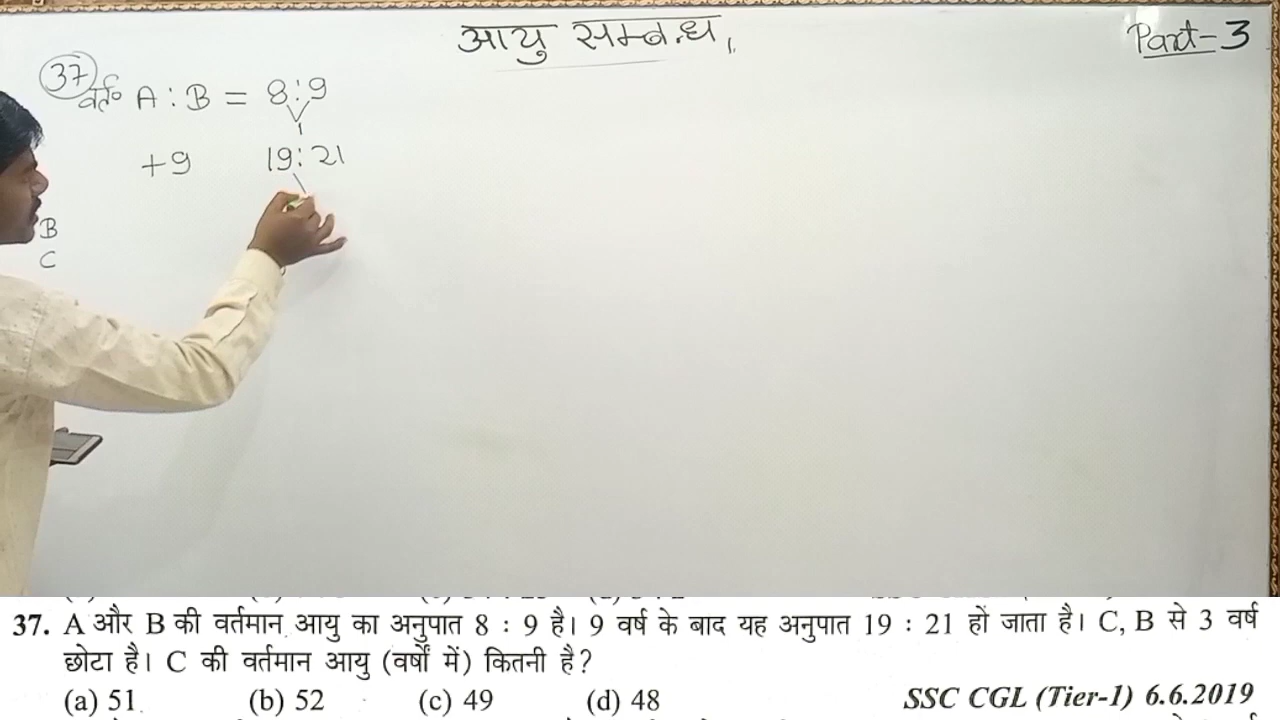 आयु सम्बन्ध,
Part-3
37
वर्त० A : B = 8:9
1
+9 19:21
B
C
37. A और B की वर्तमान आयु का अनुपात 8 : 9 है। 9 वर्ष के बाद यह अनुपात 19 : 21 हों जाता है। C, B से 3 वर्ष
छोटा है। C की वर्तमान आयु (वर्षों में) कितनी है?
(a) 51 (b) 52 (c) 49 (d) 48 SSC CGL (Tier-1) 6.6.2019